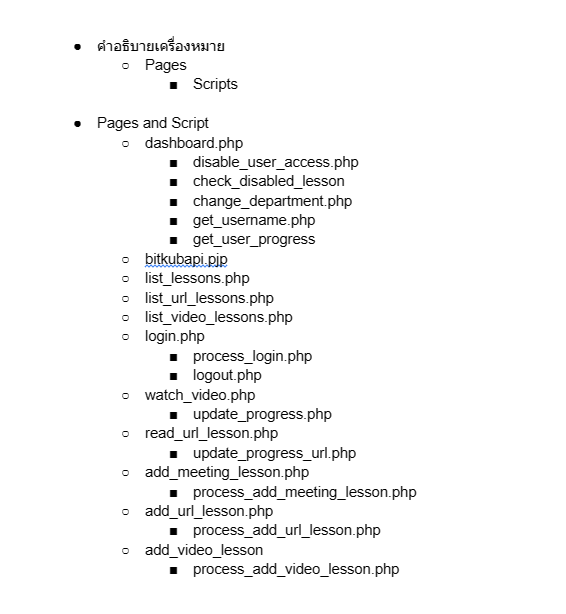 คำอธิบายเครื่องหมาย
Pages
Scripts
Pages and Script
dashboard.php
disable_user_access.php
check_disabled_lesson
change_department.php
get_username.php
get_user_progress
bitkubapi.pjp
list_lessons.php
list_url_lessons.php
list_video_lessons.php
login.php
process_login.php
logout.php
watch_video.php
update_progress.php
read_url_lesson.php
update_progress_url.php
add_meeting_lesson.php
process_add_meeting_lesson.php
add_url_lesson.php
process_add_url_lesson.php
add_video_lesson
process_add_video_lesson.php